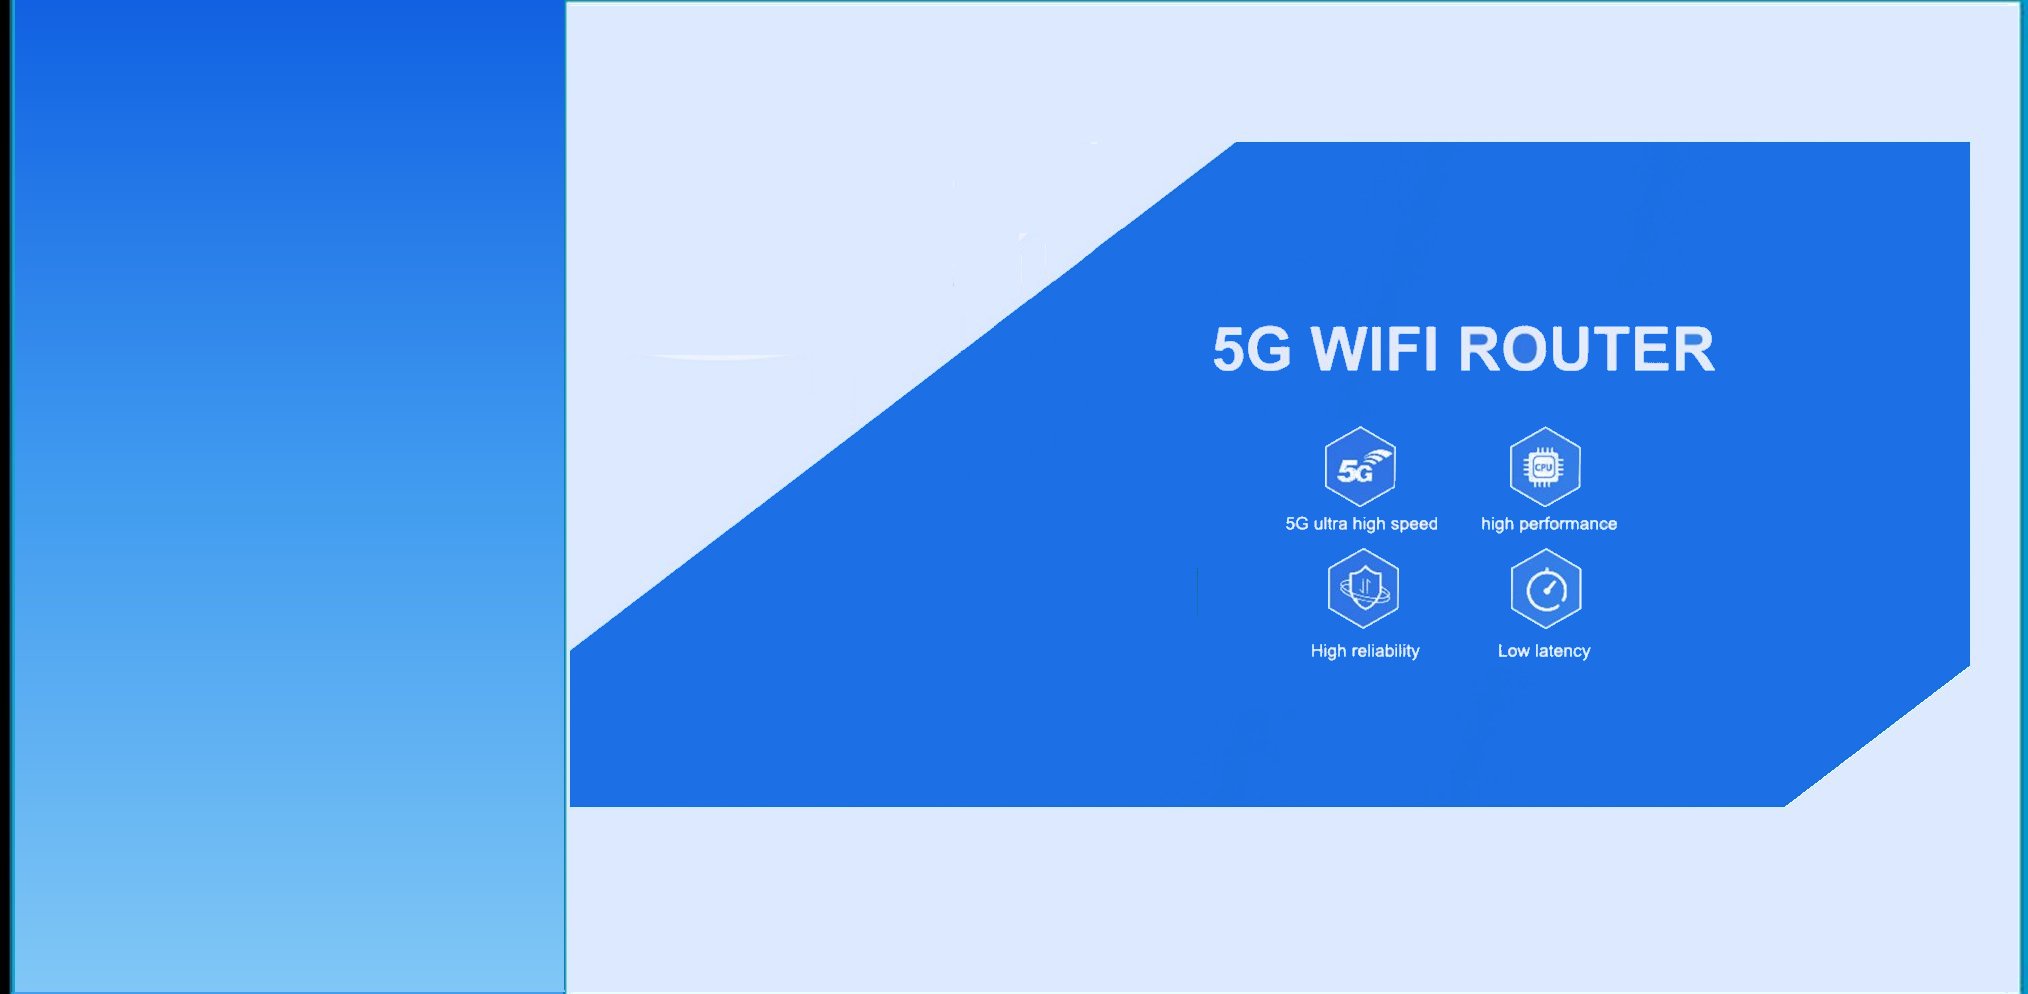 5G WIFI ROUTER
5G
CPU
5G ultra high speed
high performance
High reliability
Low latency